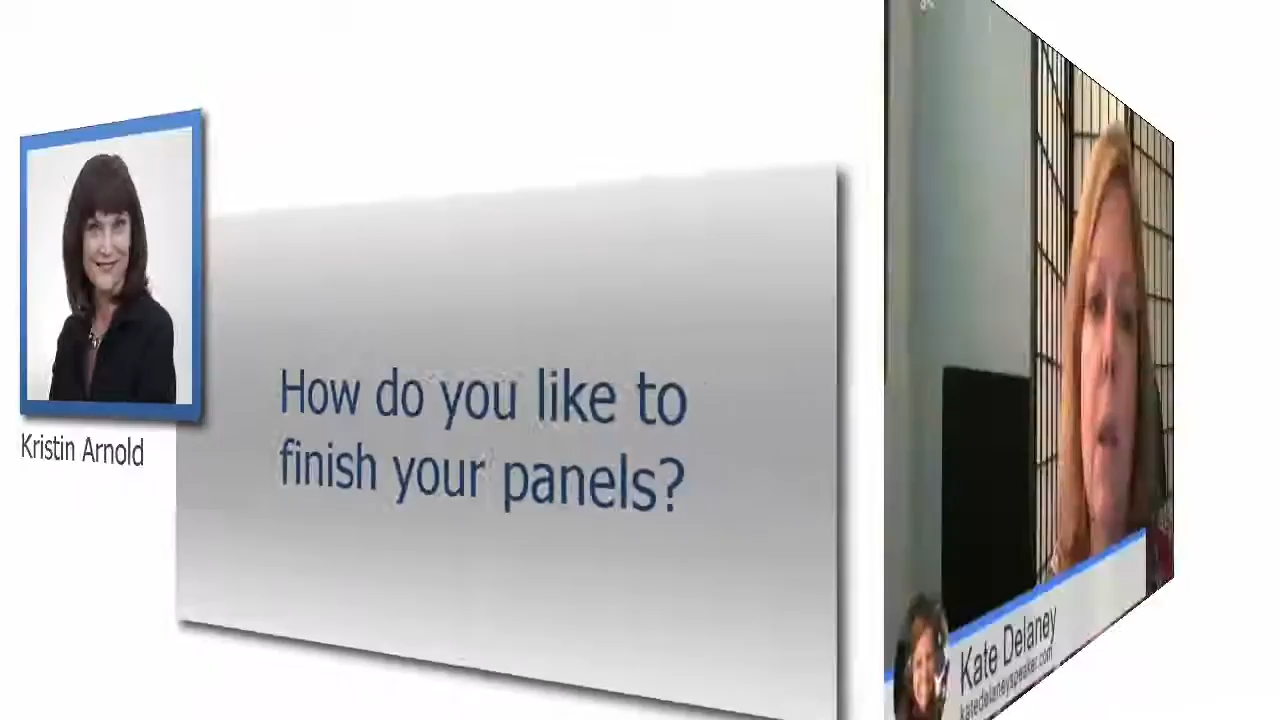 Kristin Arnold
How do you like to
finish your panels?
Kate Delaney
katedelaneyspeaker.com